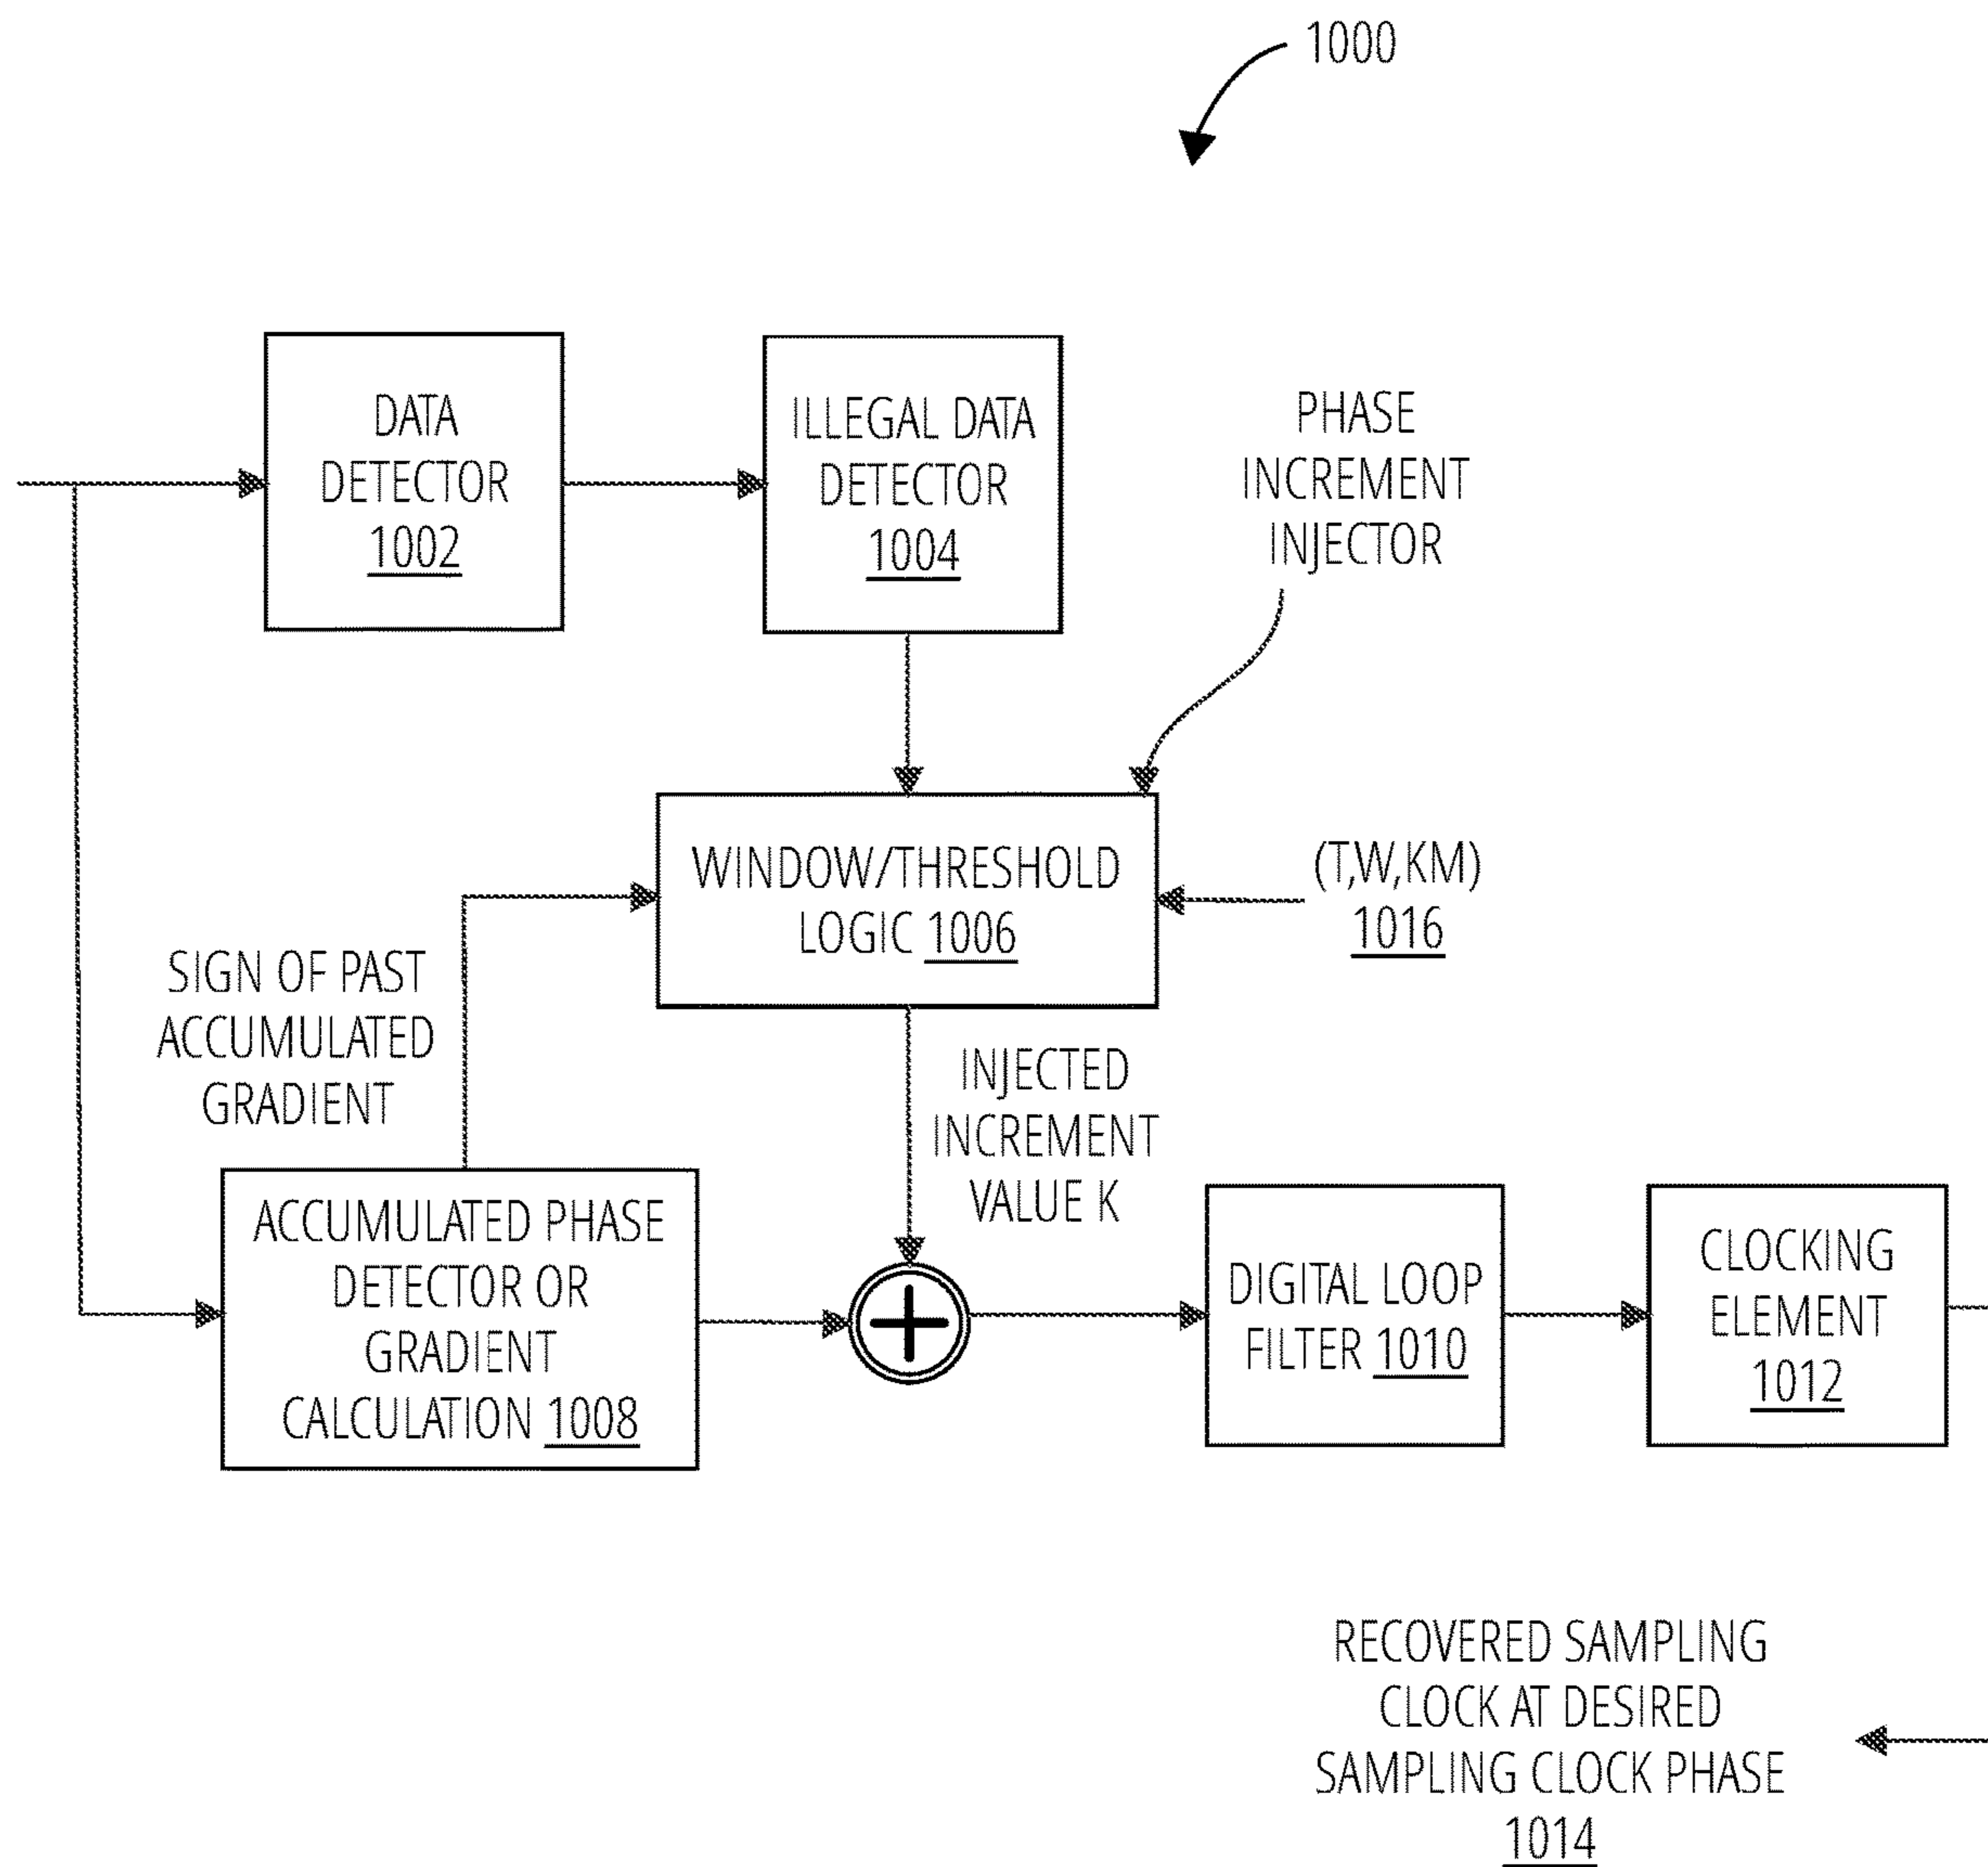 1000
DATA
DETECTOR
1002
ILLEGAL DATA
DETECTOR
1004
PHASE
INCREMENT
INJECTOR
WINDOW/THRESHOLD
LOGIC 1006
(T,W,KM)
1016
SIGN OF PAST
ACCUMULATED
GRADIENT
INJECTED
INCREMENT
VALUE K
ACCUMULATED PHASE
DETECTOR OR
GRADIENT
CALCULATION 1008
DIGITAL LOOP
FILTER 1010
CLOCKING
ELEMENT
1012
RECOVERED SAMPLING
CLOCK AT DESIRED
SAMPLING CLOCK PHASE
1014